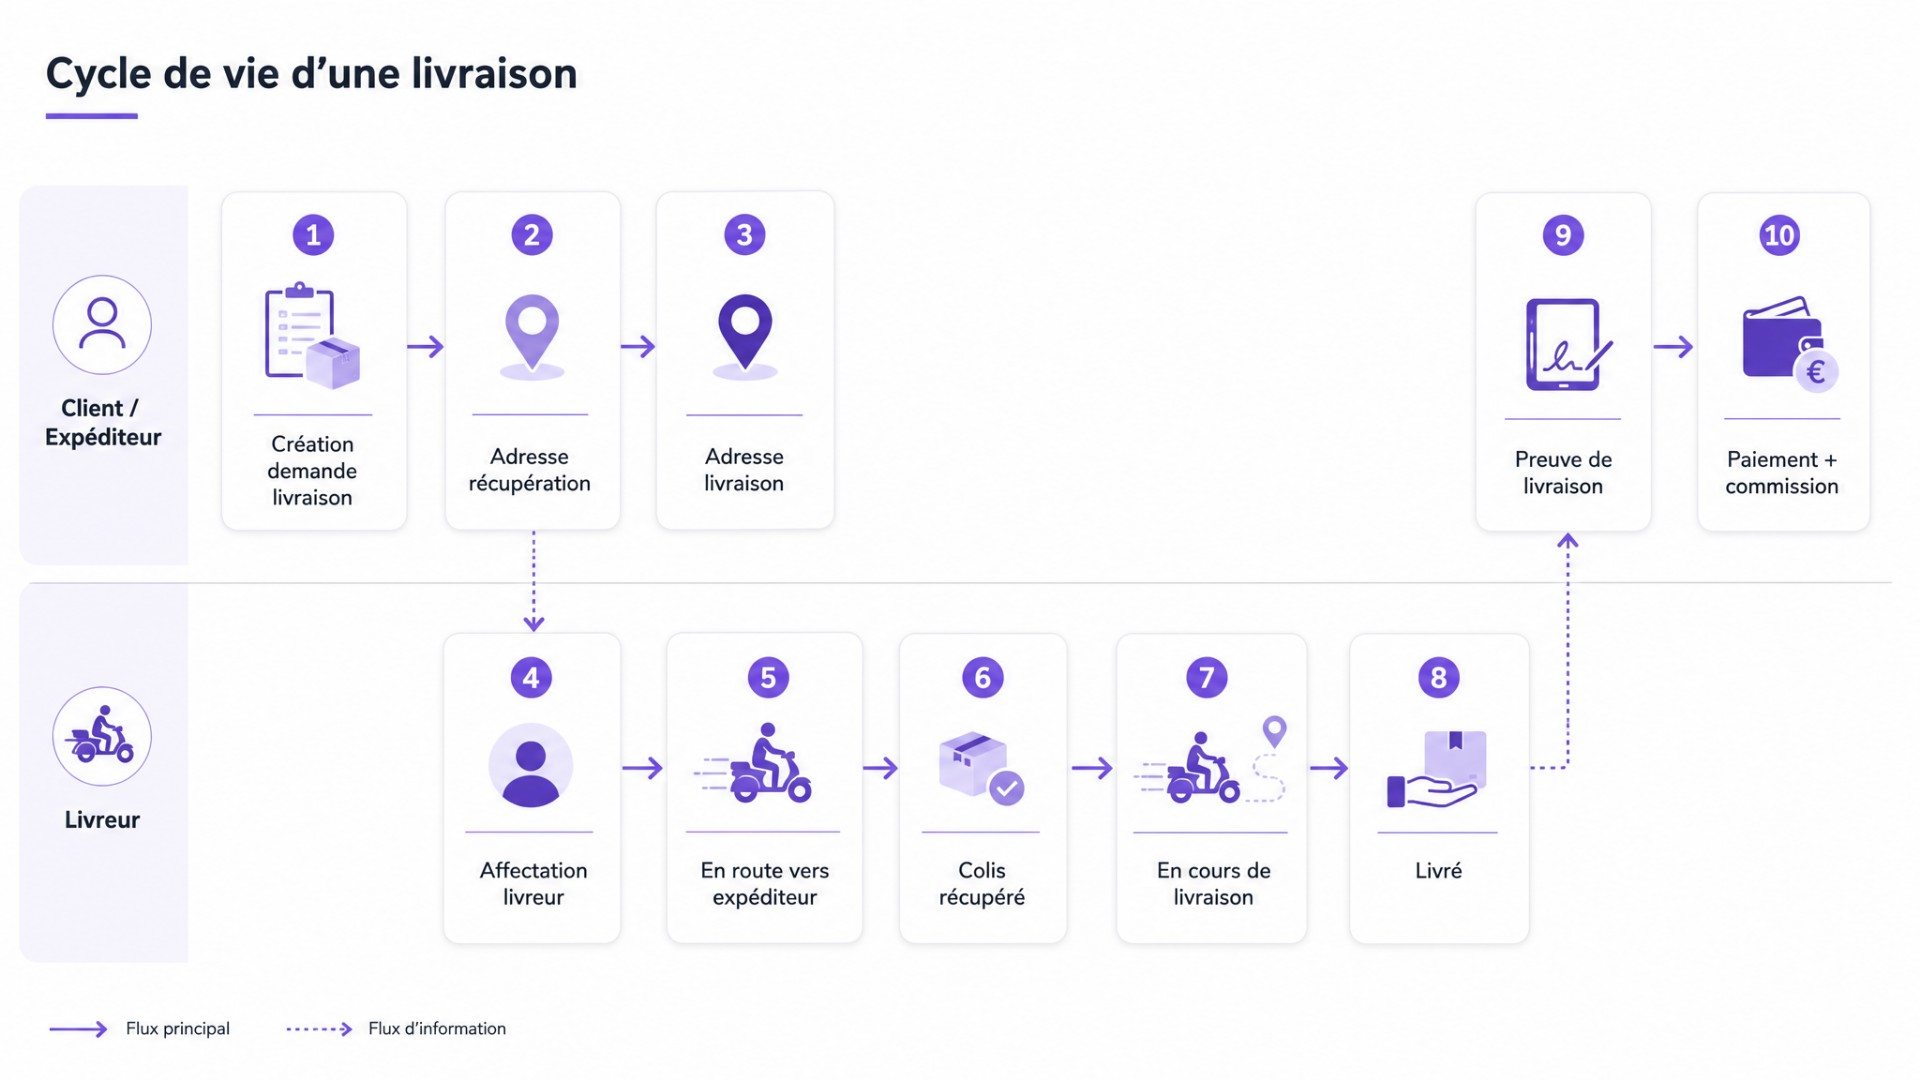 Cycle de vie d’une livraison
Client /
Expéditeur
1
Création
demande
livraison
2
Adresse
récupération
3
Adresse
livraison
9
Preuve de
livraison
10
€
Paiement +
commission
Livreur
4
Affectation
livreur
5
En route vers
expéditeur
6
Colis
récupéré
7
En cours de
livraison
8
Livré
Flux principal
Flux d’information